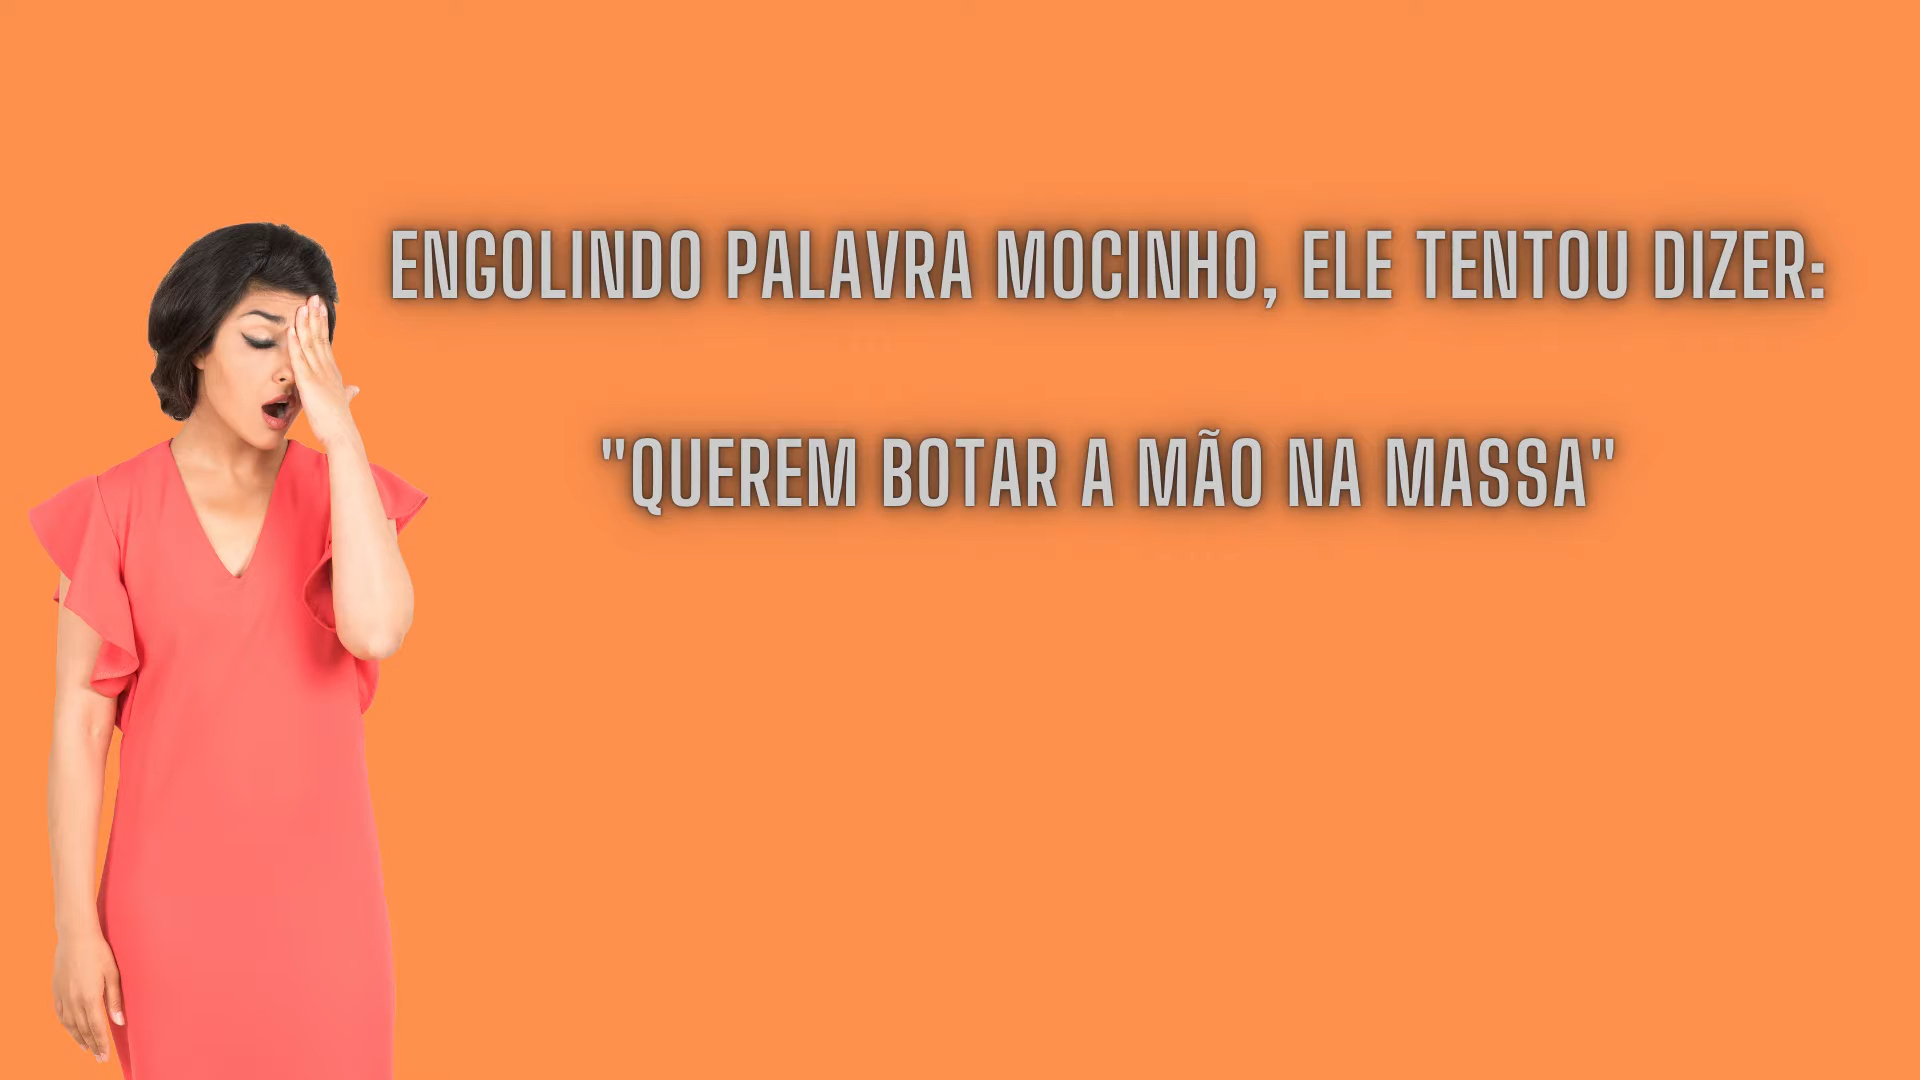 ENGOLINDO PALAVRA MOCINHO, ELE TENTOU DIZER:
"QUEREM BOTAR A MÃO NA MASSA"